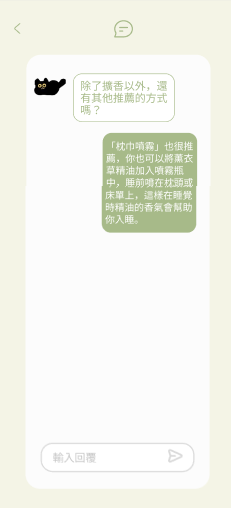 除了擴香以外，還
有其他推薦的方式
嗎？
「枕巾噴霧」也很推
薦，你也可以將薰衣
草精油加入噴霧瓶
中，睡前噴在枕頭或
床單上，這樣在睡覺
時精油的香氣會幫助
你入睡。
輸入回覆